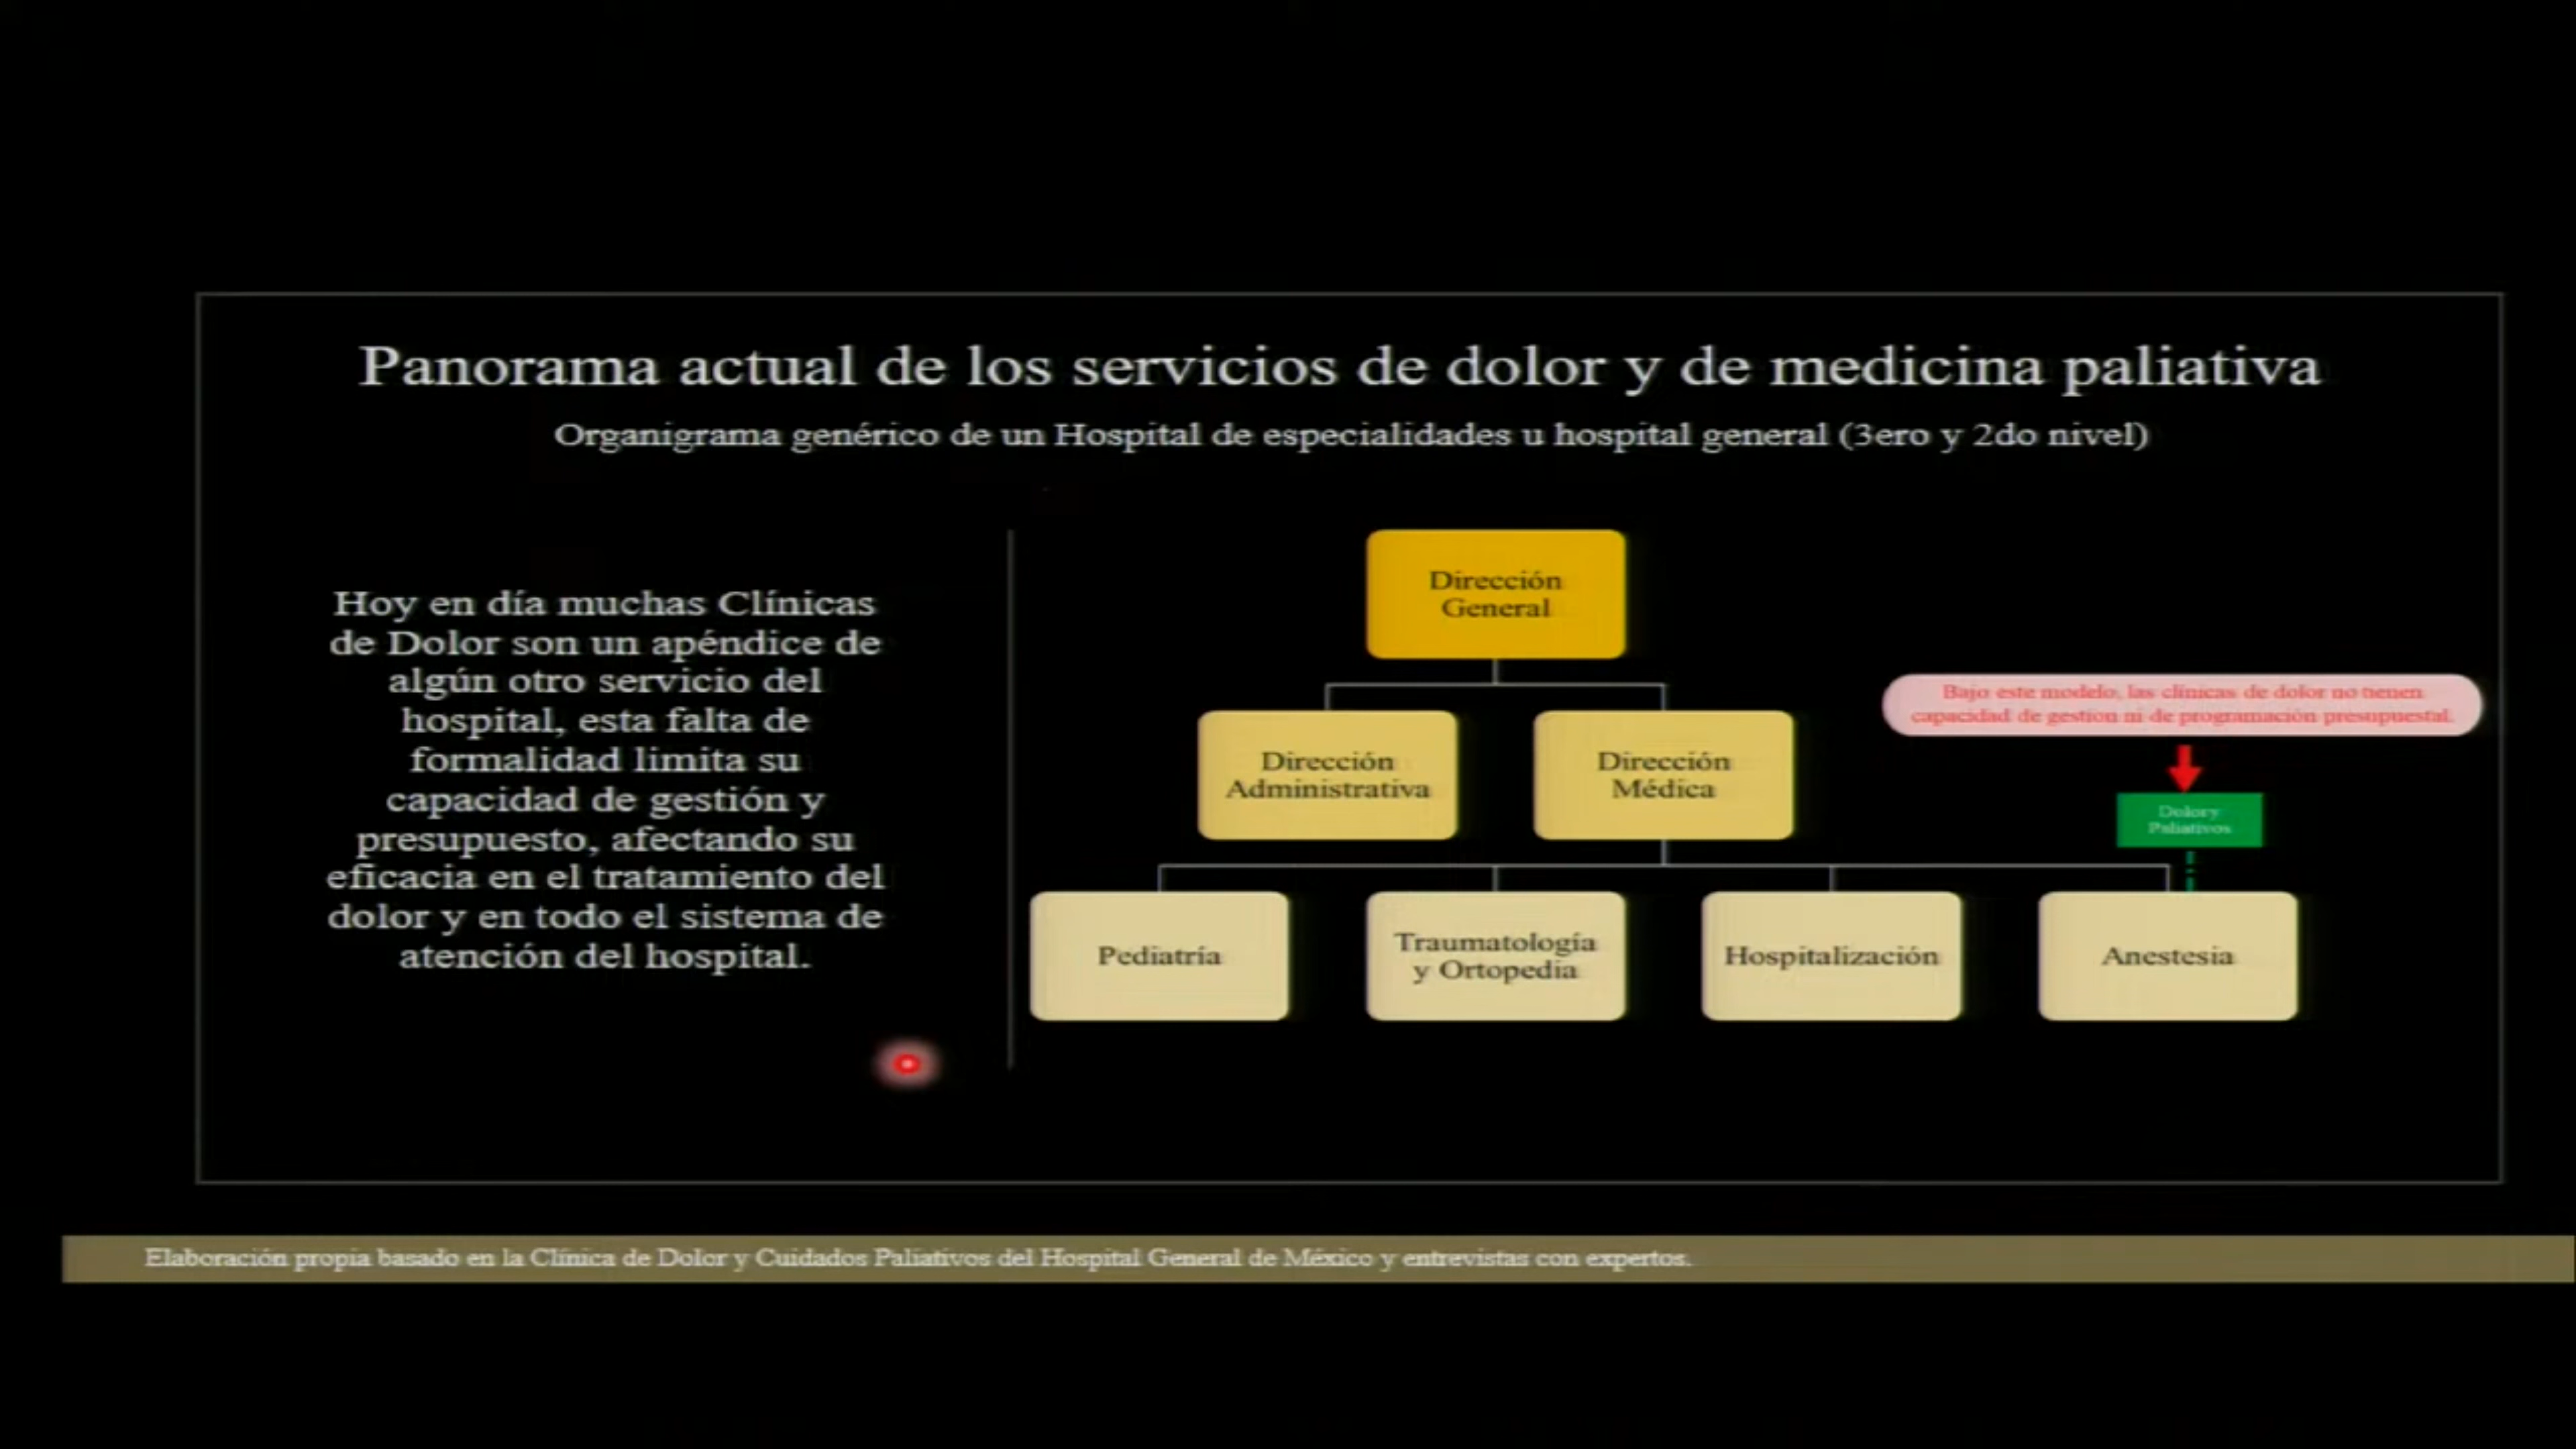 Panorama actual de los servicios de dolor y de medicina paliativa
Organigrama genérico de un Hospital de especialidades u hospital general (3ero y 2do nivel)
Hoy en día muchas Clínicas
de Dolor son un apéndice de
algún otro servicio del
hospital, esta falta de
formalidad limita su
capacidad de gestión y
presupuesto, afectando su
eficacia en el tratamiento del
dolor y en todo el sistema de
atención del hospital.
Dirección
General
Dirección
Administrativa
Dirección
Médica
Bajo este modelo, las clínicas de dolor no tienen
capacidad de gestion ni de programación presupuestal.
Dolor y
Paliativos
Pediatría
Traumatología
y Ortopedia
Hospitalización
Anestesia
Elaboración propia basado en la Clínica de Dolor y Cuidados Paliativos del Hospital General de México y entrevistas con expertos.